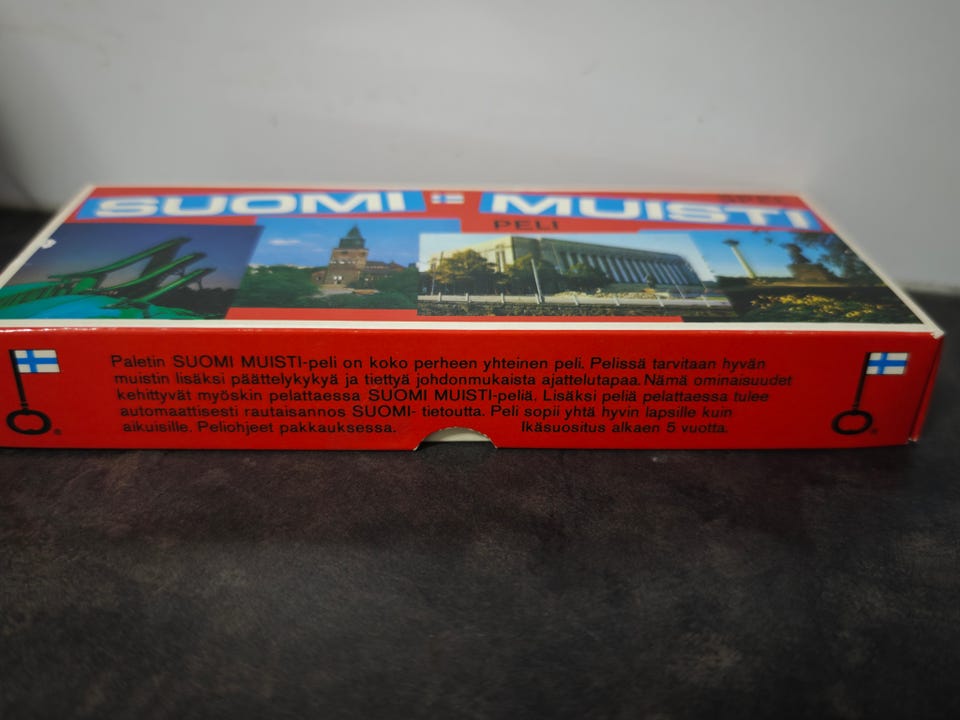 SUOMI MUISTI
PELI
SPEL
Paletin SUOMI MUISTI-peli on koko perheen yhteinen peli. Pelissä tarvitaan hyvän
muistin lisäksi päättelykykyä ja tiettyä johdonmukaista ajattelutapaa. Nämä ominaisuudet
kehittyvät myöskin pelattaessa SUOMI MUISTI-peliä. Lisäksi peliä pelattaessa tulee
automaattisesti rautaisannos SUOMI- tietoutta. Peli sopii yhtä hyvin lapsille kuin
aikuisille. Peliohjeet pakkauksessa. Ikäsuositus alkaen 5 vuotta.